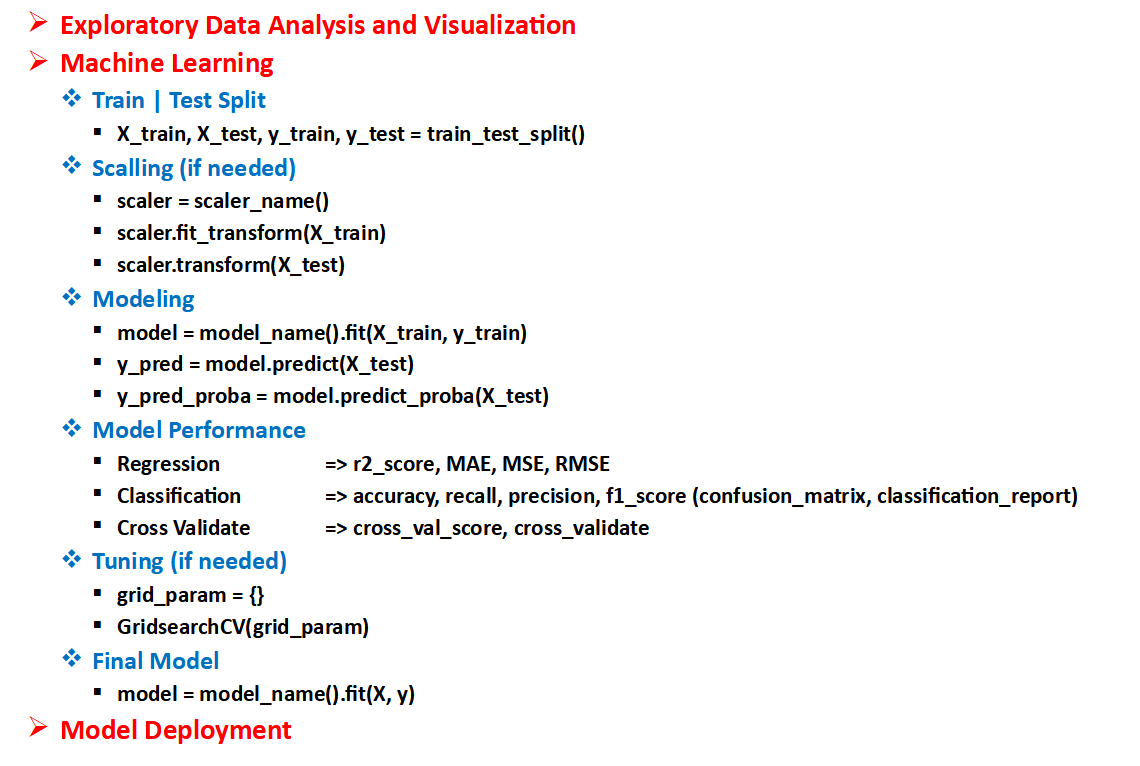 Exploratory Data Analysis and Visualization
Machine Learning
Train | Test Split
X_train, X_test, y_train, y_test = train_test_split()
Scalling (if needed)
scaler = scaler_name()
scaler.fit_transform(X_train)
scaler.transform(X_test)
Modeling
model = model_name().fit(X_train, y_train)
y_pred = model.predict(X_test)
y_pred_proba = model.predict_proba(X_test)
Model Performance
Regression => r2_score, MAE, MSE, RMSE
Classification => accuracy, recall, precision, f1_score (confusion_matrix, classification_report)
Cross Validate => cross_val_score, cross_validate
Tuning (if needed)
grid_param = {}
GridsearchCV(grid_param)
Final Model
model = model_name().fit(X, y)
Model Deployment